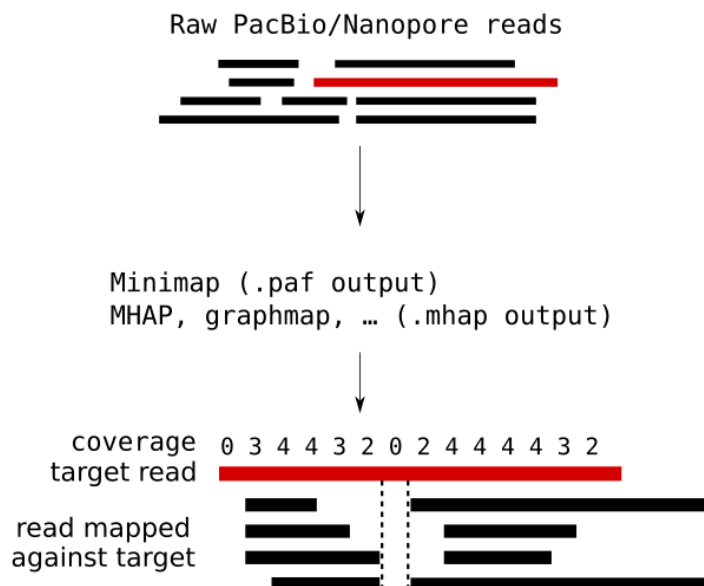 Raw PacBio/Nanopore reads
Minimap (.paf output)
MHAP, graphmap, … (.mhap output)
coverage 0 3 4 4 3 2 0 2 4 4 4 4 3 2
target read
read mapped
against target